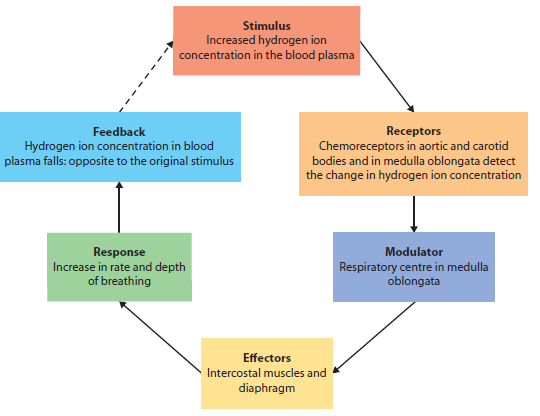 Stimulus
Increased hydrogen ion
concentration in the blood plasma
Receptors
Chemoreceptors in aortic and carotid
bodies and in medulla oblongata detect
the change in hydrogen ion concentration
Modulator
Respiratory centre in medulla
oblongata
Effectors
Intercostal muscles and
diaphragm
Response
Increase in rate and depth
of breathing
Feedback
Hydrogen ion concentration in blood
plasma falls: opposite to the original stimulus